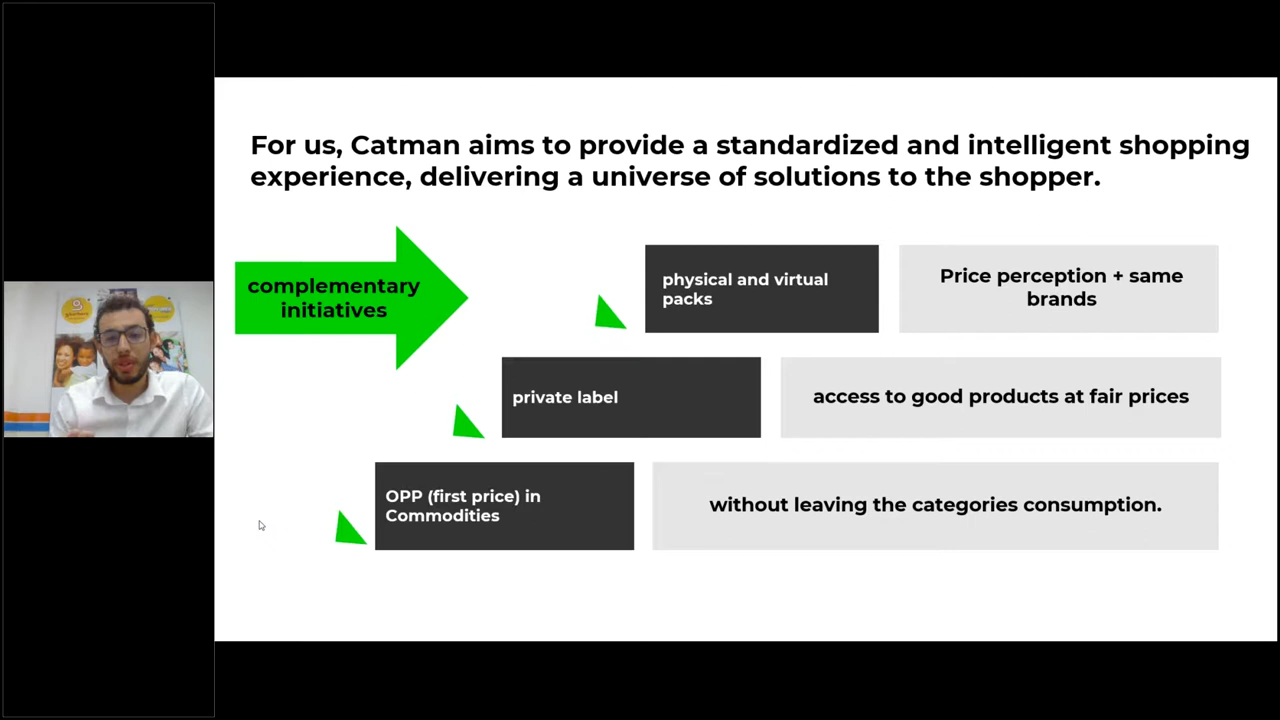 For us, Catman aims to provide a standardized and intelligent shopping
experience, delivering a universe of solutions to the shopper.
complementary
initiatives
physical and virtual
packs
Price perception + same
brands
private label
access to good products at fair prices
OPP (first price) in
Commodities
without leaving the categories consumption.